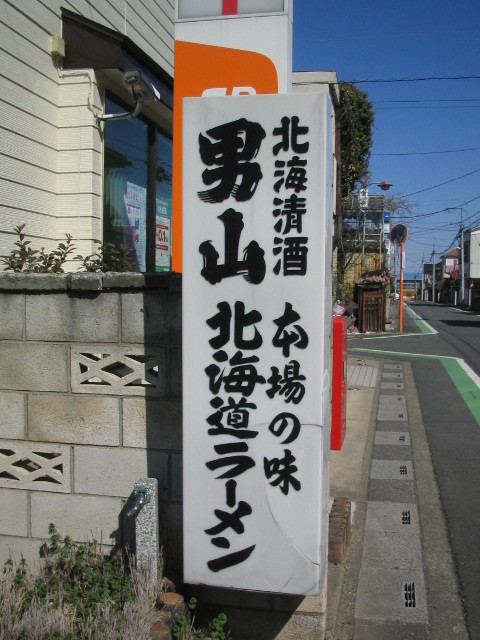 北海清酒
男山
本場の味
北海道ラーメン